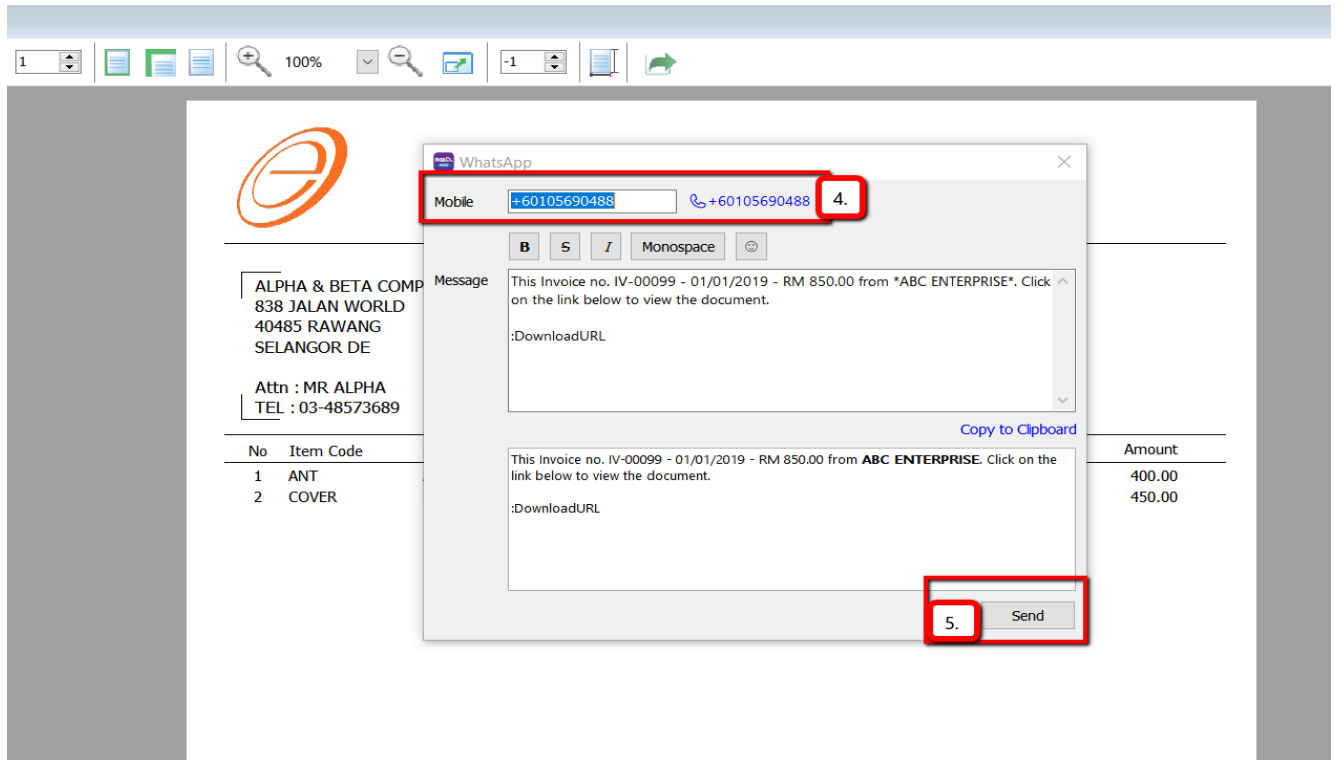 1
100%
-1
WhatsApp
Mobile +60105690488 +60105690488 4.
B S I Monospace
ALPHA & BETA COMP
838 JALAN WORLD
40485 RAWANG
SELANGOR DE
Attn : MR ALPHA
TEL : 03-48573689
Message
This Invoice no. IV-00099 - 01/01/2019 - RM 850.00 from *ABC ENTERPRISE*. Click
on the link below to view the document.
:DownloadURL
Copy to Clipboard
No Item Code Amount
1 ANT 400.00
2 COVER 450.00
This Invoice no. IV-00099 - 01/01/2019 - RM 850.00 from ABC ENTERPRISE. Click on the
link below to view the document.
:DownloadURL
5. Send